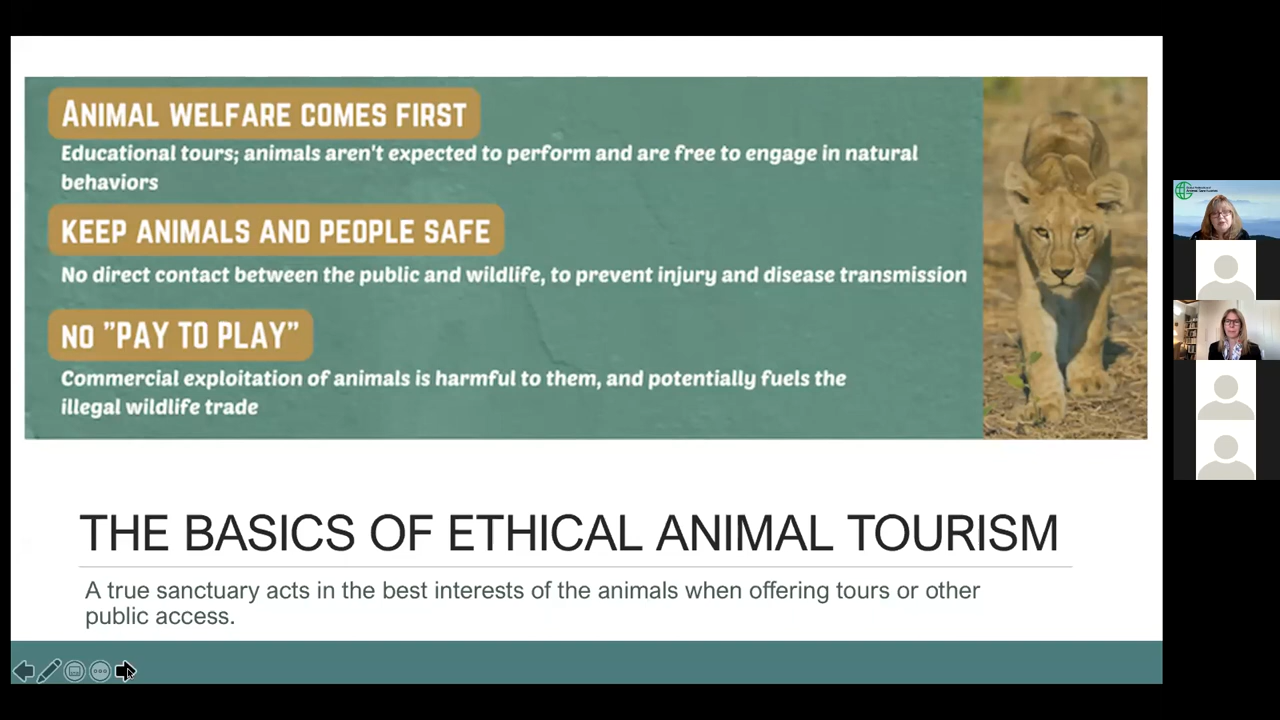 ANIMAL WELFARE COMES FIRST
Educational tours; animals aren't expected to perform and are free to engage in natural
behaviors
KEEP ANIMALS AND PEOPLE SAFE
No direct contact between the public and wildlife, to prevent injury and disease transmission
NO "PAY TO PLAY"
Commercial exploitation of animals is harmful to them, and potentially fuels the
illegal wildlife trade
THE BASICS OF ETHICAL ANIMAL TOURISM
A true sanctuary acts in the best interests of the animals when offering tours or other
public access.